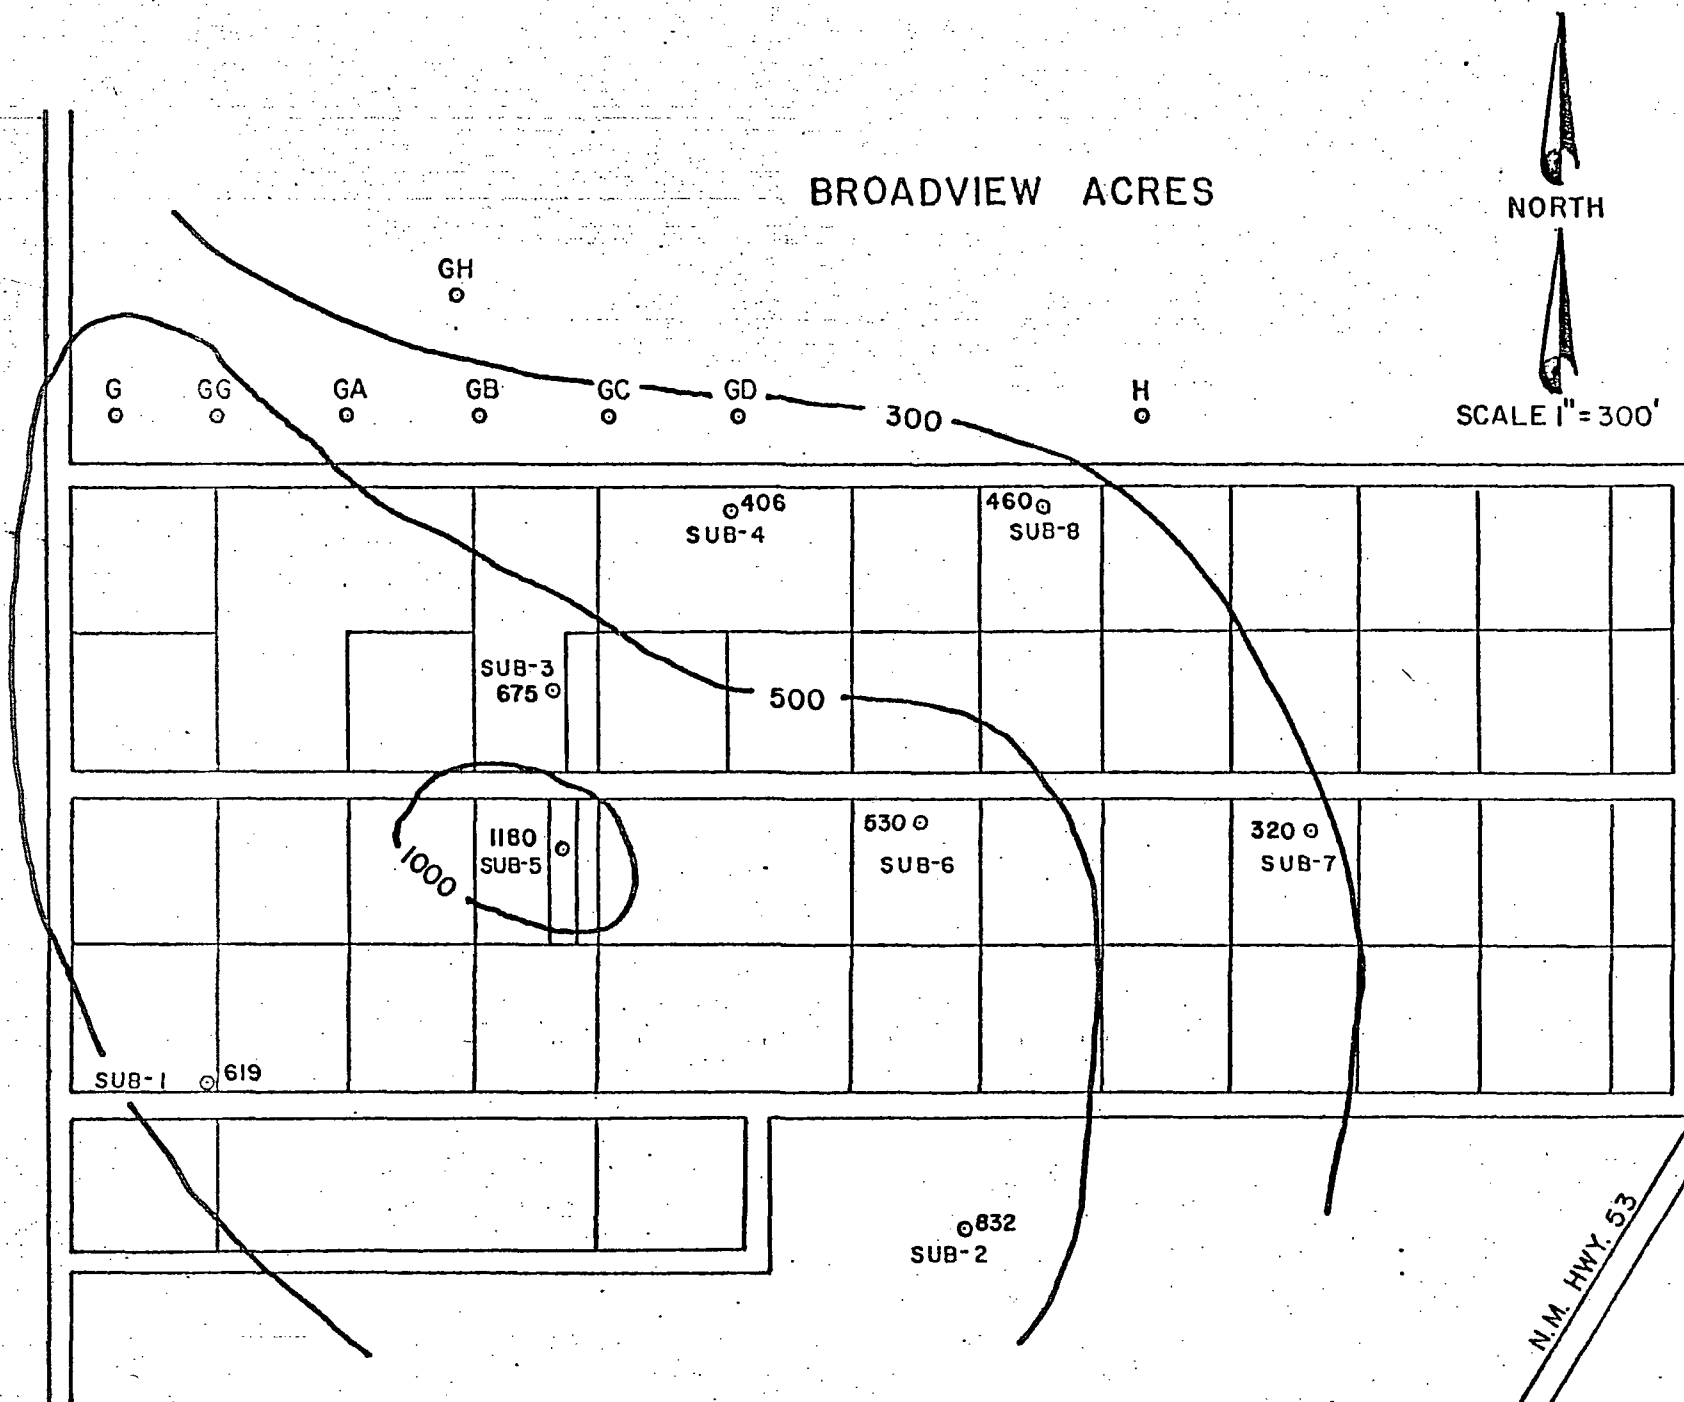 BROADVIEW ACRES
NORTH
GH
G
GG
GA
GB
GC
GD
H
300
SCALE 1"=300'
406
SUB-4
460
SUB-8
SUB-3
675
500
1180
SUB-5
1000
530
SUB-6
320
SUB-7
SUB-1 619
832
SUB-2
N.M. HWY. 53